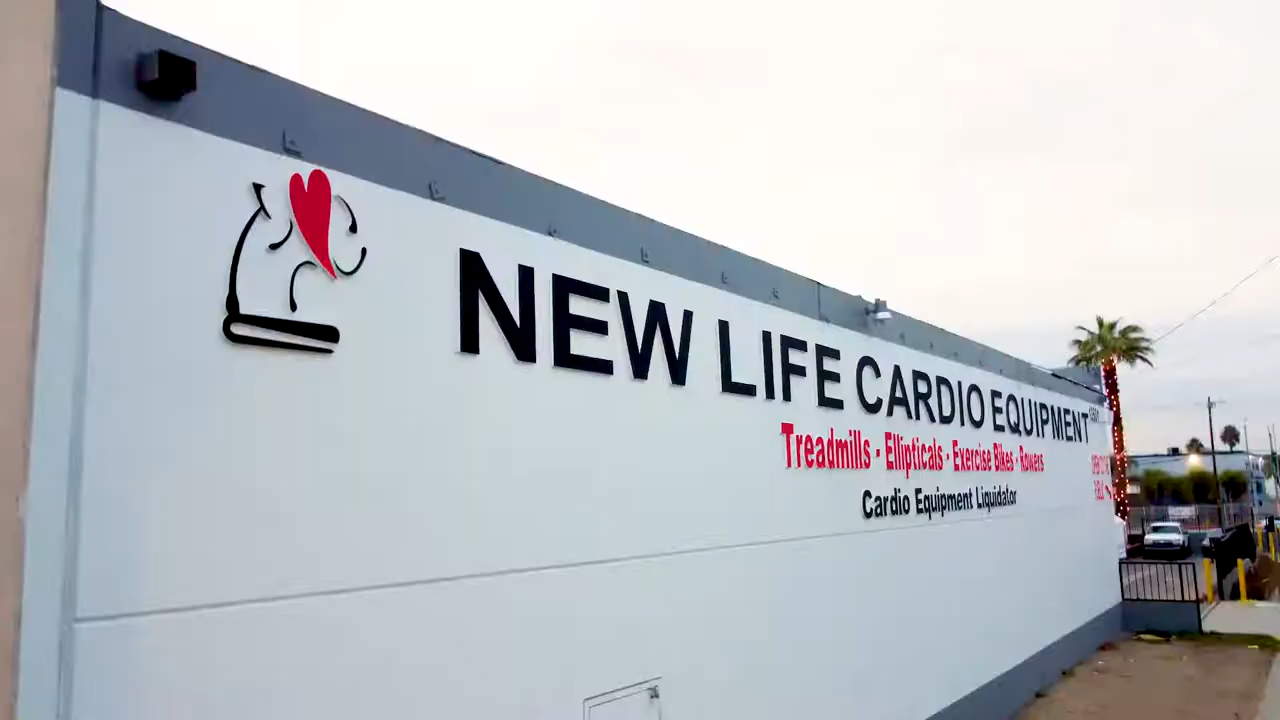 NEW LIFE CARDIO EQUIPMENT
Treadmills - Ellipticals - Exercise Bikes - Rowers
Cardio Equipment Liquidator